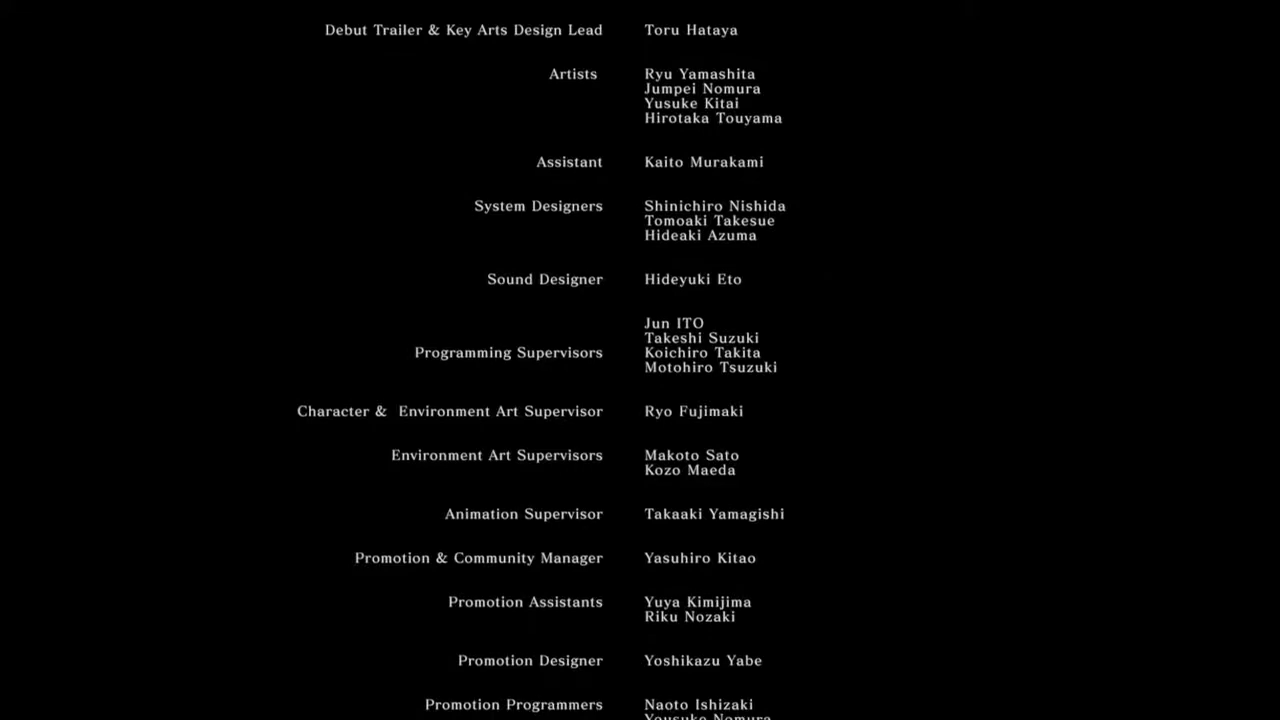 Debut Trailer & Key Arts Design Lead Toru Hataya
Artists Ryu Yamashita
Jumpei Nomura
Yusuke Kitai
Hirotaka Touyama
Assistant Kaito Murakami
System Designers Shinichiro Nishida
Tomoaki Takesue
Hideaki Azuma
Sound Designer Hideyuki Eto
Jun ITO
Takeshi Suzuki
Programming Supervisors Koichiro Takita
Motohiro Tsuzuki
Character & Environment Art Supervisor Ryo Fujimaki
Environment Art Supervisors Makoto Sato
Kozo Maeda
Animation Supervisor Takaaki Yamagishi
Promotion & Community Manager Yasuhiro Kitao
Promotion Assistants Yuya Kimijima
Riku Nozaki
Promotion Designer Yoshikazu Yabe
Promotion Programmers Naoto Ishizaki
Yousuke Nomura